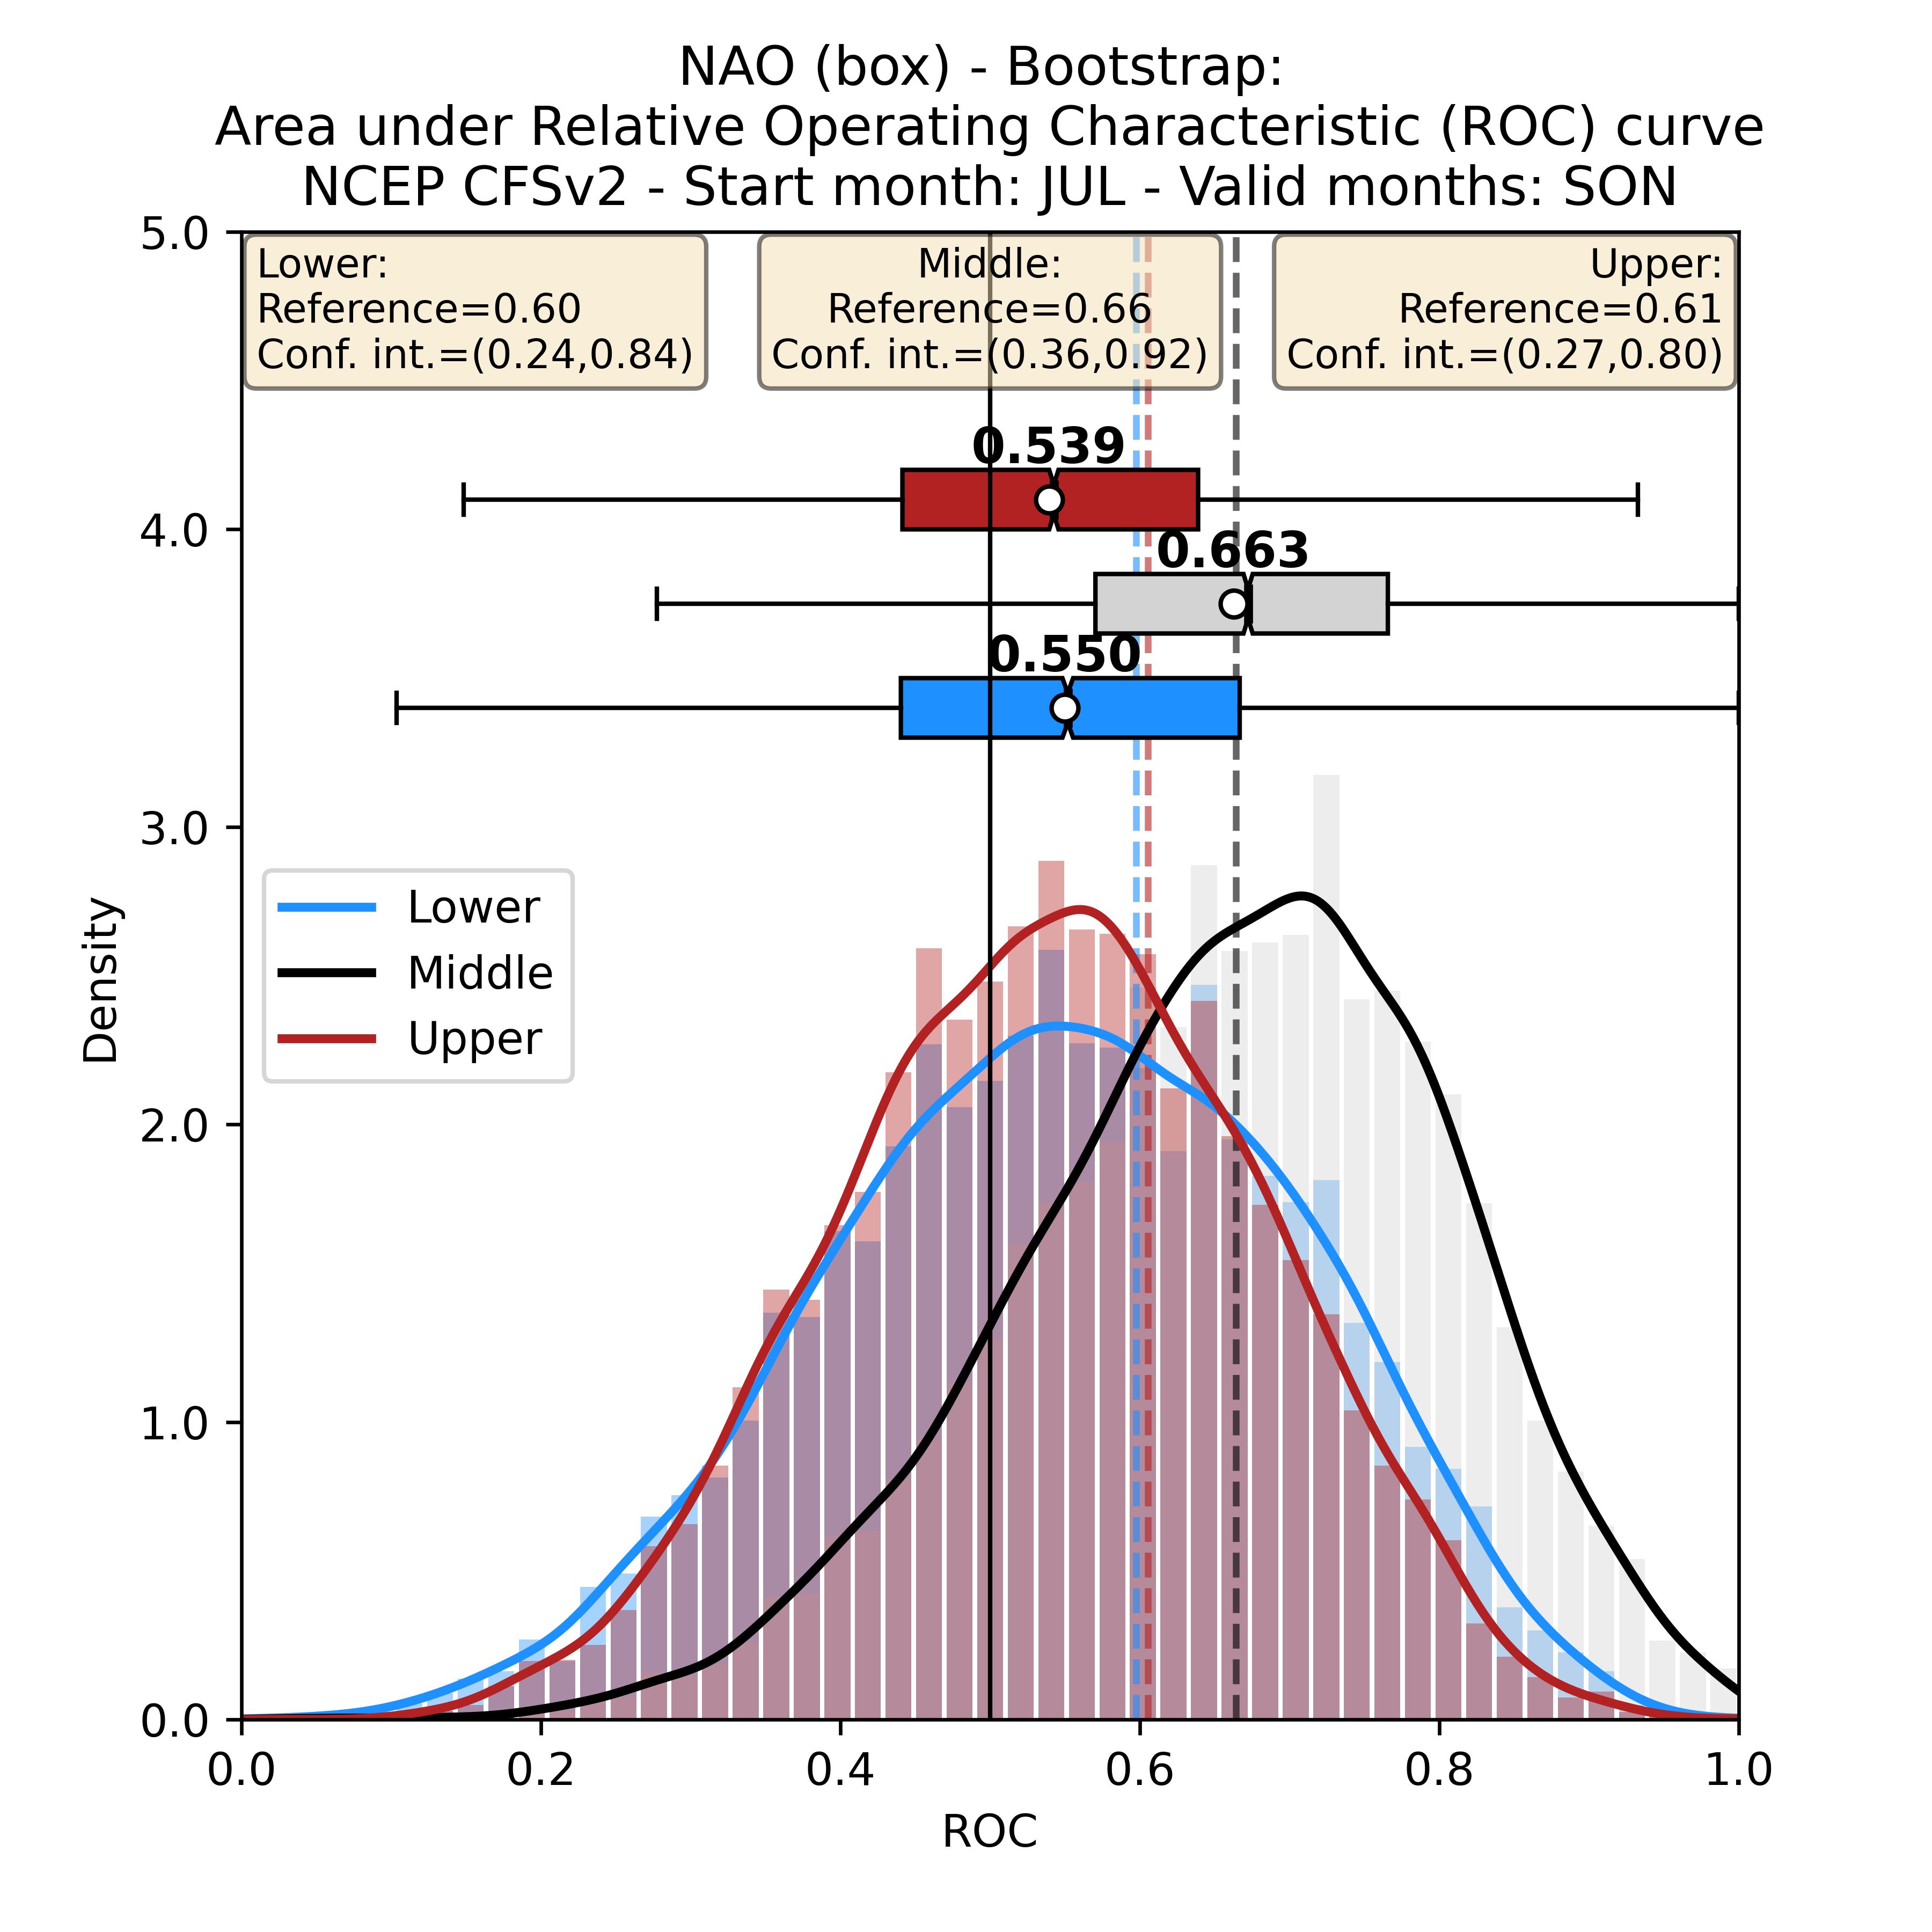 NAO (box) - Bootstrap:
Area under Relative Operating Characteristic (ROC) curve
NCEP CFSv2 - Start month: JUL - Valid months: SON
Lower:
Reference=0.60
Conf. int.=(0.24,0.84)
Middle:
Reference=0.66
Conf. int.=(0.36,0.92)
Upper:
Reference=0.61
Conf. int.=(0.27,0.80)
0.539
0.663
0.550
5.0
4.0
3.0
2.0
1.0
0.0
Density
Lower
Middle
Upper
0.0 0.2 0.4 0.6 0.8 1.0
ROC